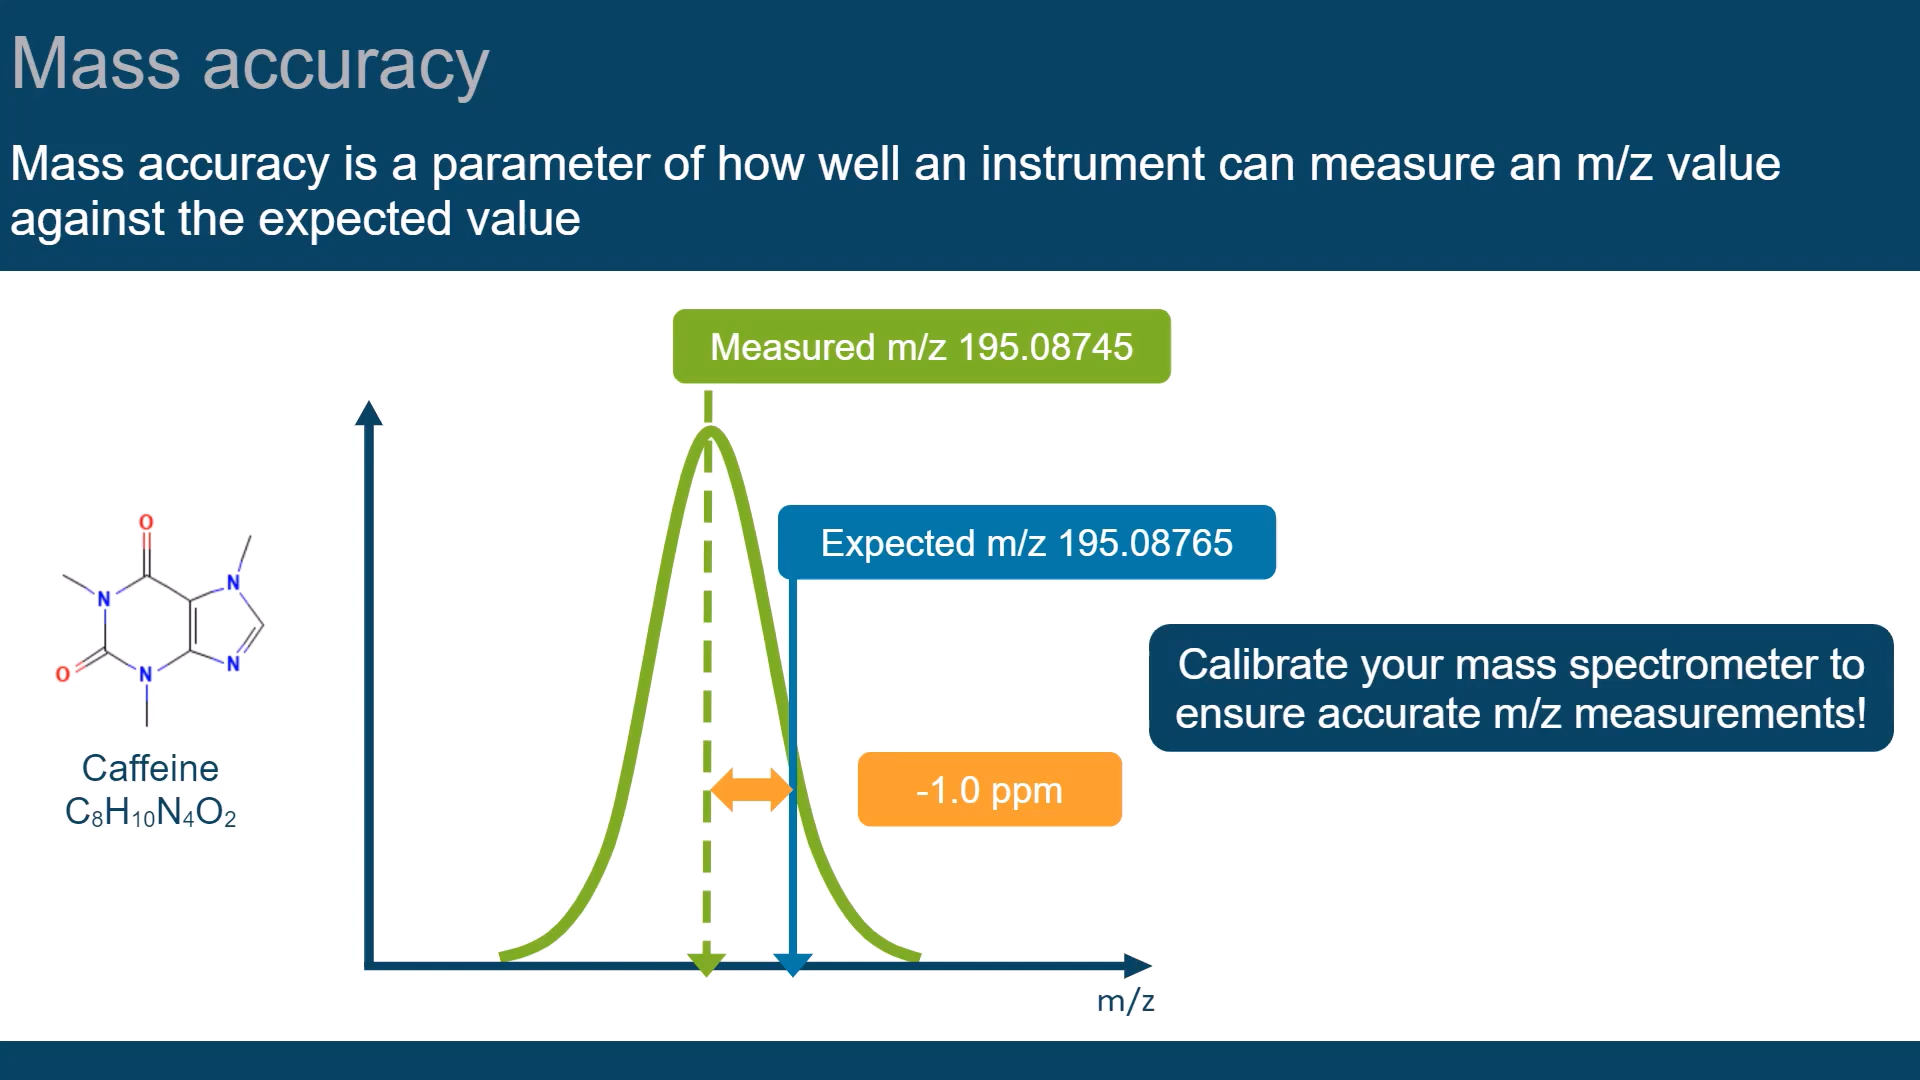 Mass accuracy
Mass accuracy is a parameter of how well an instrument can measure an m/z value
against the expected value
Measured m/z 195.08745
Expected m/z 195.08765
Calibrate your mass spectrometer to
ensure accurate m/z measurements!
-1.0 ppm
O
N
N
O
N
N
Caffeine
C₈H₁₀N₄O₂
m/z